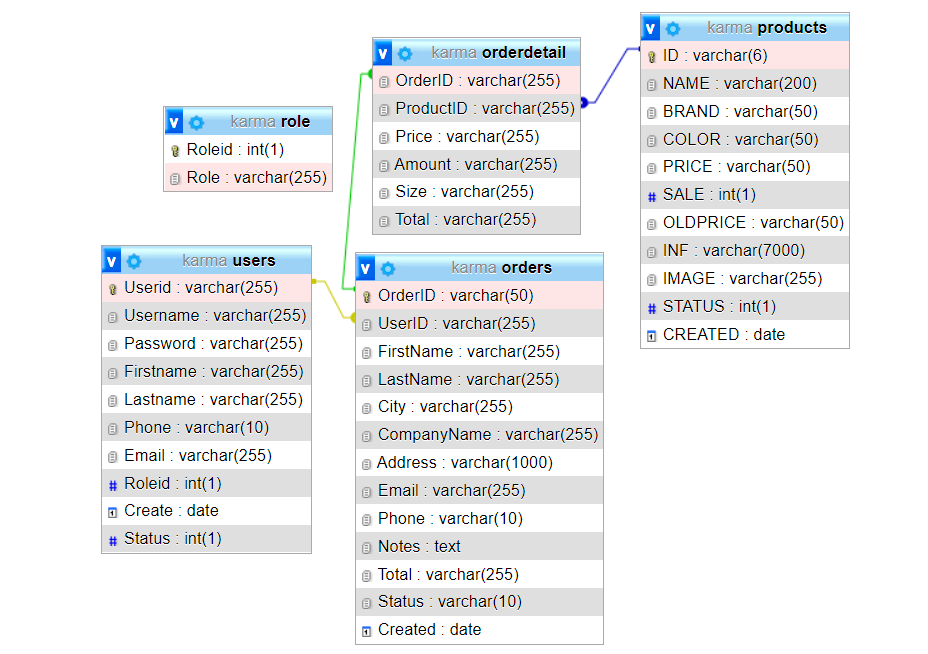 v karma role
Roleid : int(1)
Role : varchar(255)
v karma users
Userid : varchar(255)
Username : varchar(255)
Password : varchar(255)
Firstname : varchar(255)
Lastname : varchar(255)
Phone : varchar(10)
Email : varchar(255)
# Roleid : int(1)
Create : date
# Status : int(1)
v karma orderdetail
OrderID : varchar(255)
ProductID : varchar(255)
Price : varchar(255)
Amount : varchar(255)
Size : varchar(255)
Total : varchar(255)
v karma orders
OrderID : varchar(50)
UserID : varchar(255)
FirstName : varchar(255)
LastName : varchar(255)
City : varchar(255)
CompanyName : varchar(255)
Address : varchar(1000)
Email : varchar(255)
Phone : varchar(10)
Notes : text
Total : varchar(255)
Status : varchar(10)
Created : date
v karma products
ID : varchar(6)
NAME : varchar(200)
BRAND : varchar(50)
COLOR : varchar(50)
PRICE : varchar(50)
# SALE : int(1)
OLDPRICE : varchar(50)
INF : varchar(7000)
IMAGE : varchar(255)
# STATUS : int(1)
CREATED : date